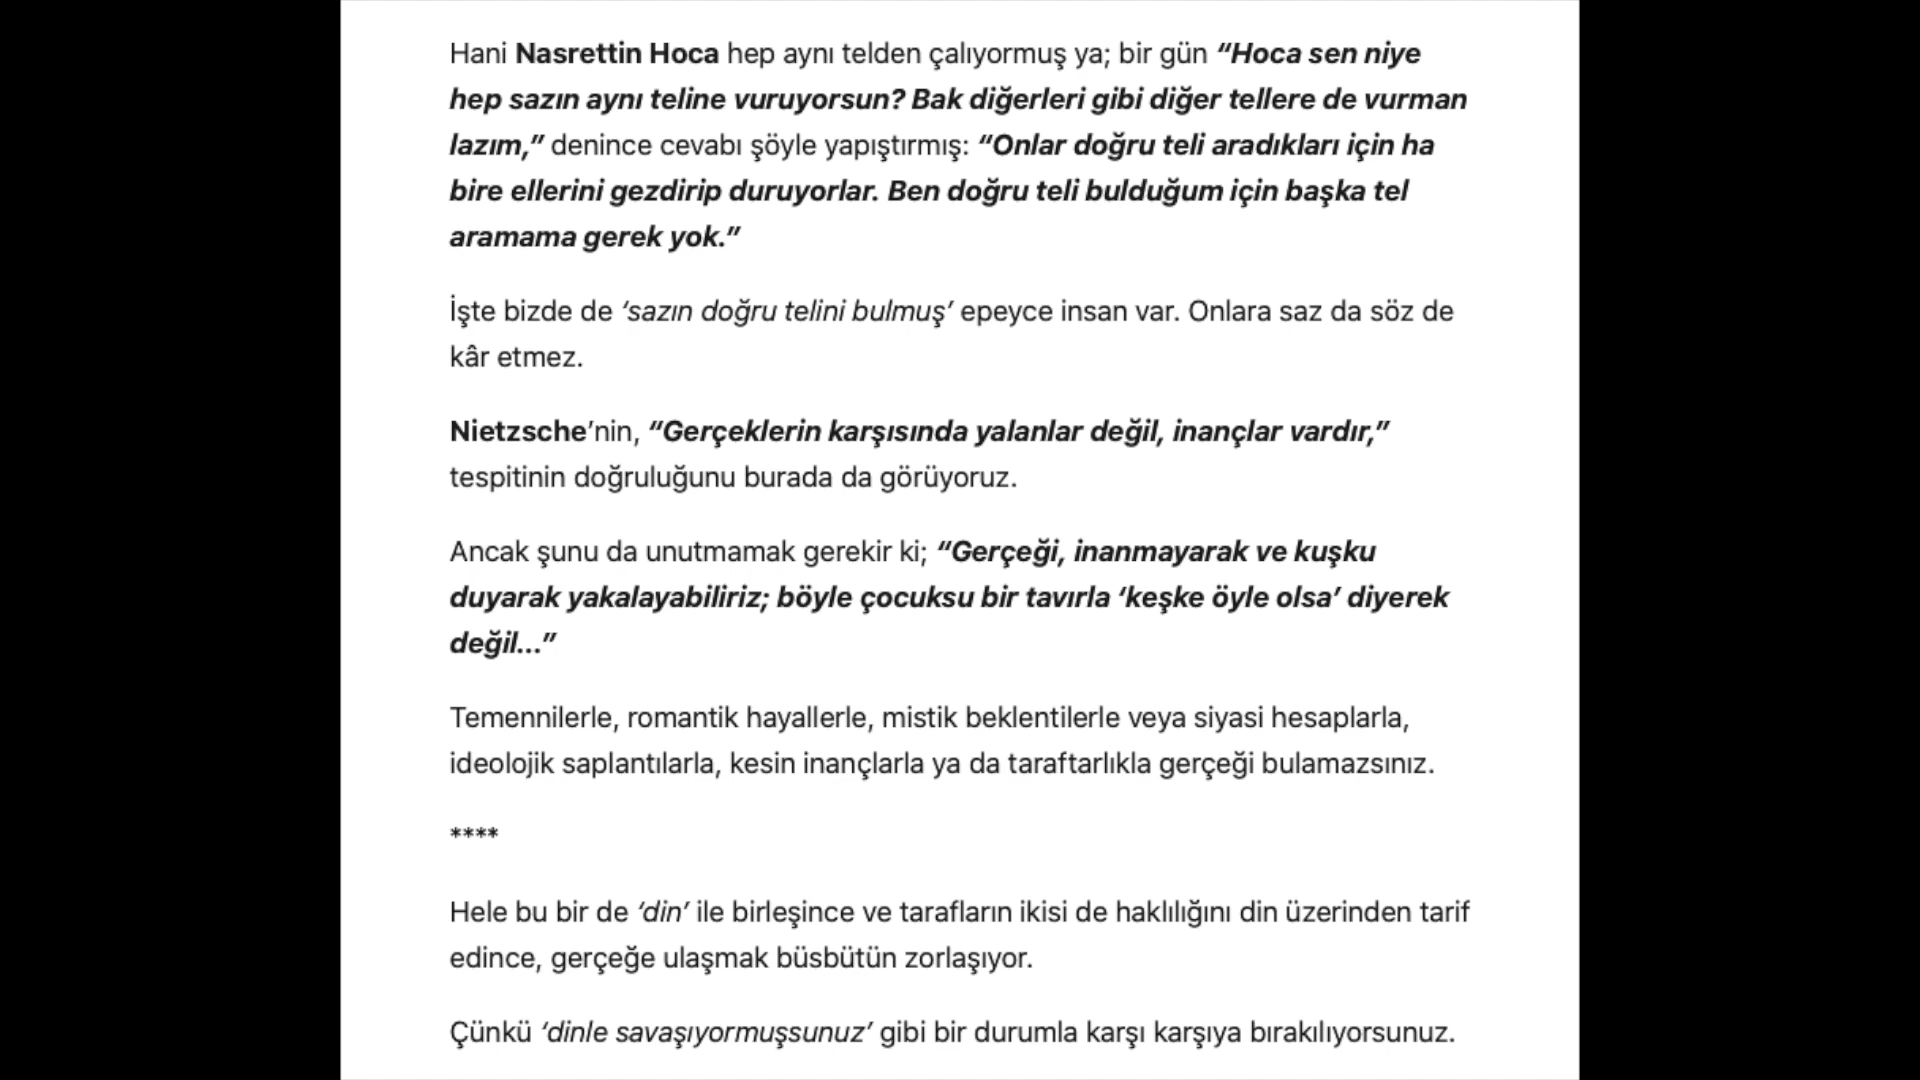 Hani Nasrettin Hoca hep aynı telden çalıyormuş ya; bir gün “Hoca sen niye
hep sazın aynı teline vuruyorsun? Bak diğerleri gibi diğer tellere de vurman
lazım,” denince cevabı şöyle yapıştırmış: “Onlar doğru teli aradıkları için ha
bire ellerini gezdirip duruyorlar. Ben doğru teli bulduğum için başka tel
aramama gerek yok.”
İşte bizde de ‘sazın doğru telini bulmuş’ epeyce insan var. Onlara saz da söz de
kâr etmez.
Nietzsche’nin, “Gerçeklerin karşısında yalanlar değil, inançlar vardır,”
tespitinin doğruluğunu burada da görüyoruz.
Ancak şunu da unutmamak gerekir ki; “Gerçeği, inanmayarak ve kuşku
duyarak yakalayabiliriz; böyle çocuksu bir tavırla ‘keşke öyle olsa’ diyerek
değil…”
Temennilerle, romantik hayallerle, mistik beklentilerle veya siyasi hesaplarla,
ideolojik saplantılarla, kesin inançlarla ya da taraftarlıkla gerçeği bulamazsınız.
****
Hele bu bir de ‘din’ ile birleşince ve tarafların ikisi de haklılığını din üzerinden tarif
edince, gerçeğe ulaşmak büsbütün zorlaşıyor.
Çünkü ‘dinle savaşıyormuşsunuz’ gibi bir durumla karşı karşıya bırakılıyorsunuz.